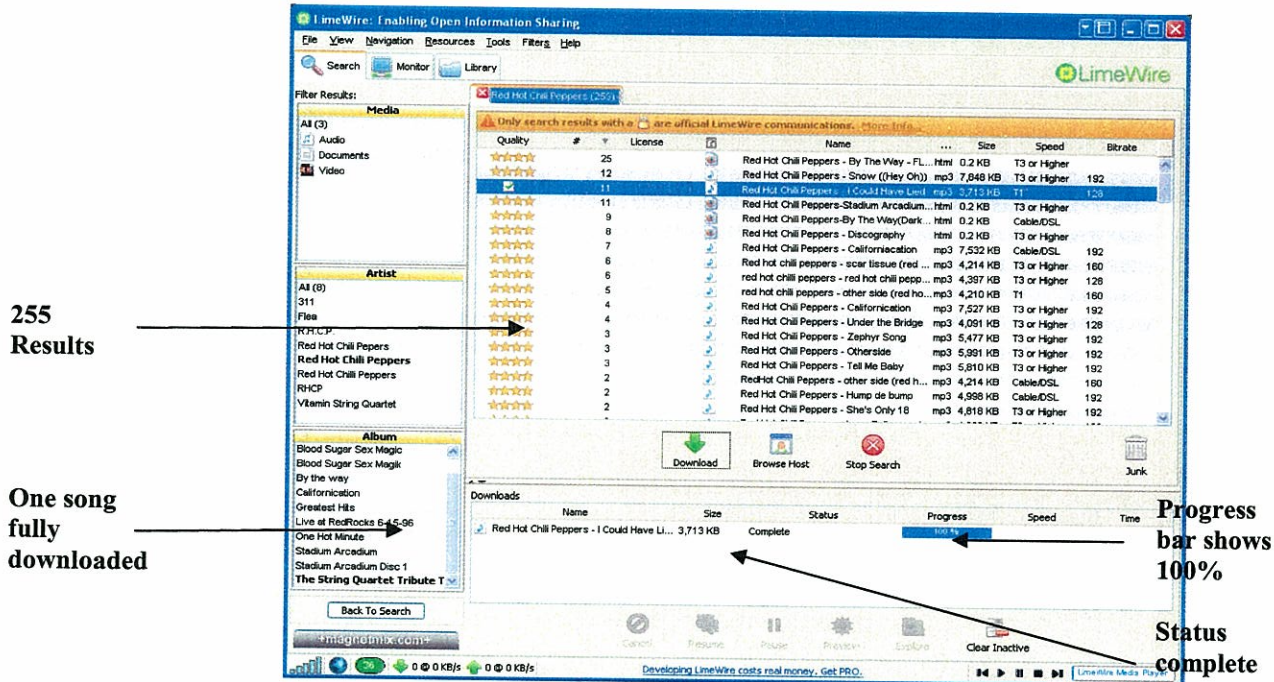 LimeWire: Enabling Open Information Sharing
File View Navigation Resources Tools Filters Help
Search Monitor Library
LimeWire
Filter Results:
Media
All (3)
Audio
Documents
Video
Artist
All (8)
311
Flea
R.H.C.P.
Red Hot Chili Pepers
Red Hot Chili Peppers
Red Hot Chilli Peppers
RHCP
Vitamin String Quartet
Album
Blood Sugar Sex Magic
Blood Sugar Sex Magik
By the way
Californication
Greatest Hits
Live at RedRocks 6-15-96
One Hot Minute
Stadium Arcadium
Stadium Arcadium Disc 1
The String Quartet Tribute T
Back To Search
+magnetmix.com+
Red Hot Chili Peppers (255)
Only search results with a are official LimeWire communications. More Info...
Quality # License Name ... Size Speed Bitrate
25 Red Hot Chili Peppers - By The Way - FL... html 0.2 KB T3 or Higher
12 Red Hot Chili Peppers - Snow ((Hey Oh)) mp3 7,848 KB T3 or Higher 192
11 Red Hot Chili Peppers - I Could Have Lied mp3 3,713 KB T1 128
11 Red Hot Chili Peppers-Stadium Arcadium... html 0.2 KB T3 or Higher
9 Red Hot Chili Peppers-By The Way(Dark... html 0.2 KB Cable/DSL
8 Red Hot Chili Peppers - Discography html 0.2 KB T3 or Higher
7 Red Hot Chili Peppers - Californiacation mp3 7,532 KB Cable/DSL 192
6 Red hot chili peppers - scar tissue (red ... mp3 4,214 KB T3 or Higher 160
6 red hot chilli peppers - red hot chili pepp... mp3 4,397 KB T3 or Higher 128
5 red hot chili peppers - other side (red ho... mp3 4,210 KB T1 160
4 Red Hot Chili Peppers - Californication mp3 7,527 KB T3 or Higher 192
4 Red Hot Chili Peppers - Under the Bridge mp3 4,091 KB T3 or Higher 128
3 Red Hot Chili Peppers - Zephyr Song mp3 5,477 KB T3 or Higher 192
3 Red Hot Chili Peppers - Otherside mp3 5,991 KB T3 or Higher 192
3 Red Hot Chili Peppers - Tell Me Baby mp3 5,810 KB T3 or Higher 192
2 RedHot Chili Peppers - other side (red h... mp3 4,214 KB Cable/DSL 160
2 Red Hot Chili Peppers - Hump de bump mp3 4,998 KB Cable/DSL 192
2 Red Hot Chili Peppers - She's Only 18 mp3 4,818 KB T3 or Higher 192
Download Browse Host Stop Search Junk
Downloads
Name Size Status Progress Speed Time
Red Hot Chili Peppers - I Could Have Li... 3,713 KB Complete 100 %
Cancel Resume Pause Preview Explore Clear Inactive
0 @ 0 KB/s 0 @ 0 KB/s
Developing LimeWire costs real money. Get PRO.
LimeWire Media Player
255
Results
One song
fully
downloaded
Progress
bar shows
100%
Status
complete